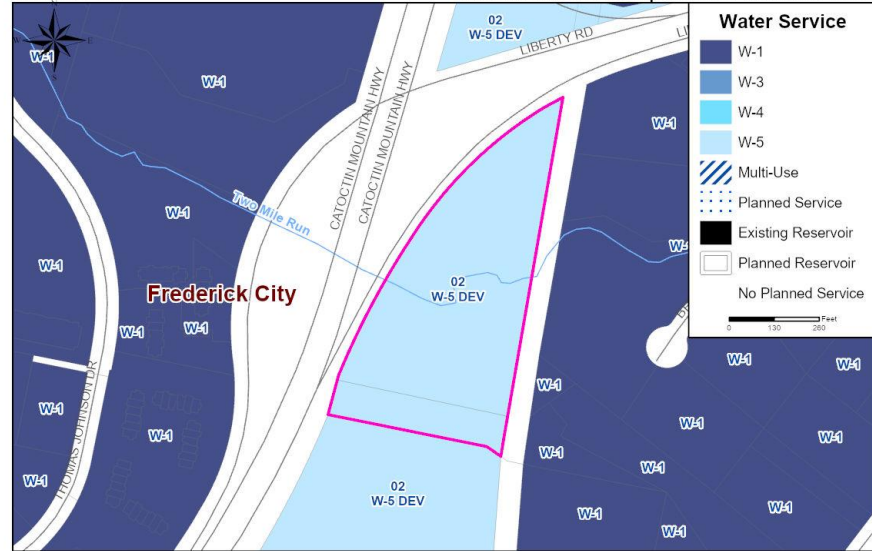 02
W-5 DEV
LIBERTY RD
W-1
W-1
CATOCTIN MOUNTAIN HWY
CATOCTIN MOUNTAIN HWY
Two Mile Run
W-1
W-1
W-1
W-1
Frederick City
02
W-5 DEV
W-1
W-1
W-1
W-1
THOMAS JOHNSON DR
W-1
W-1
W-1
W-1
W-1
W-1
W-1
W-1
W-1
W-1
W-1
W-1
02
W-5 DEV
Water Service
W-1
W-3
W-4
W-5
Multi-Use
Planned Service
Existing Reservoir
Planned Reservoir
No Planned Service
Feet
0 130 260